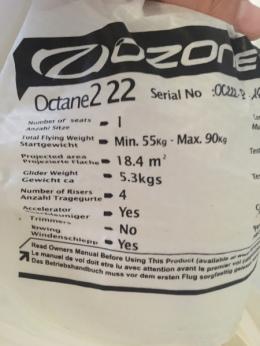 OZONE
Octane2 22 Serial No :OC222-P-
Number of seats
Anzahl Sitze - 1
Total Flying Weight
Startgewicht - Min. 55Kg - Max. 90Kg
Projected area
Projezierte Fläche - 18.4 m²
Glider Weight
Gewicht ca - 5.3kgs
Number of Risers
Anzahl Tragegurte - 4
Accelerator
Yes
Trimmers - No
Towing
Windenschlepp - Yes
Read Owners Manual Before Using This Product (available
Le manuel de vol doit etre lu avec attention avant le premier vol
Das Betriebshandbuch muss vor dem ersten Flug sorgfältig